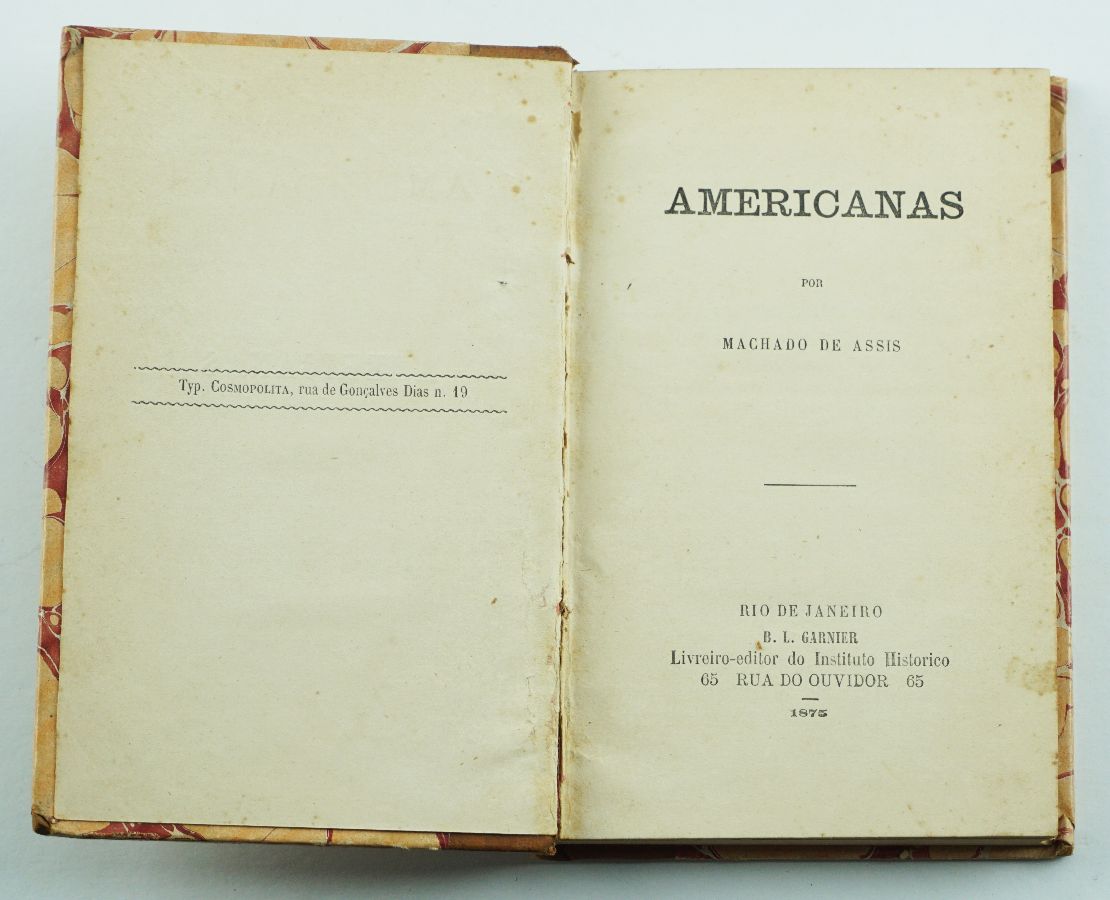 Typ. COSMOPOLITA, rua de Gonçalves Dias n. 19
AMERICANAS
POR
MACHADO DE ASSIS
RIO DE JANEIRO
B. L. GARNIER
Livreiro-editor do Instituto Historico
65 RUA DO OUVIDOR 65
1875